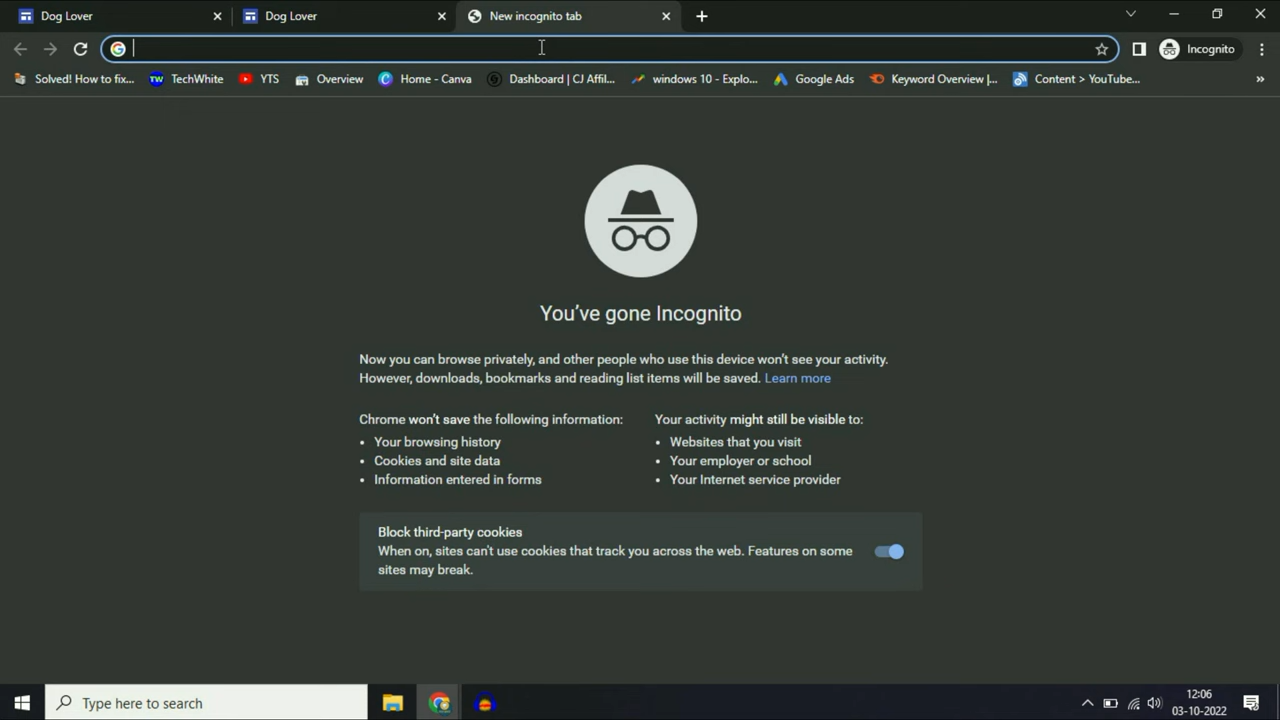 Dog Lover
Dog Lover
New incognito tab
Incognito
Solved! How to fix...
TW TechWhite
YTS
Overview
Home - Canva
Dashboard | CJ Affil...
windows 10 - Explo...
Google Ads
Keyword Overview |...
Content > YouTube...
You've gone Incognito
Now you can browse privately, and other people who use this device won't see your activity.
However, downloads, bookmarks and reading list items will be saved. Learn more
Chrome won't save the following information:
• Your browsing history
• Cookies and site data
• Information entered in forms
Your activity might still be visible to:
• Websites that you visit
• Your employer or school
• Your Internet service provider
Block third-party cookies
When on, sites can't use cookies that track you across the web. Features on some
sites may break.
Type here to search
12:06
03-10-2022